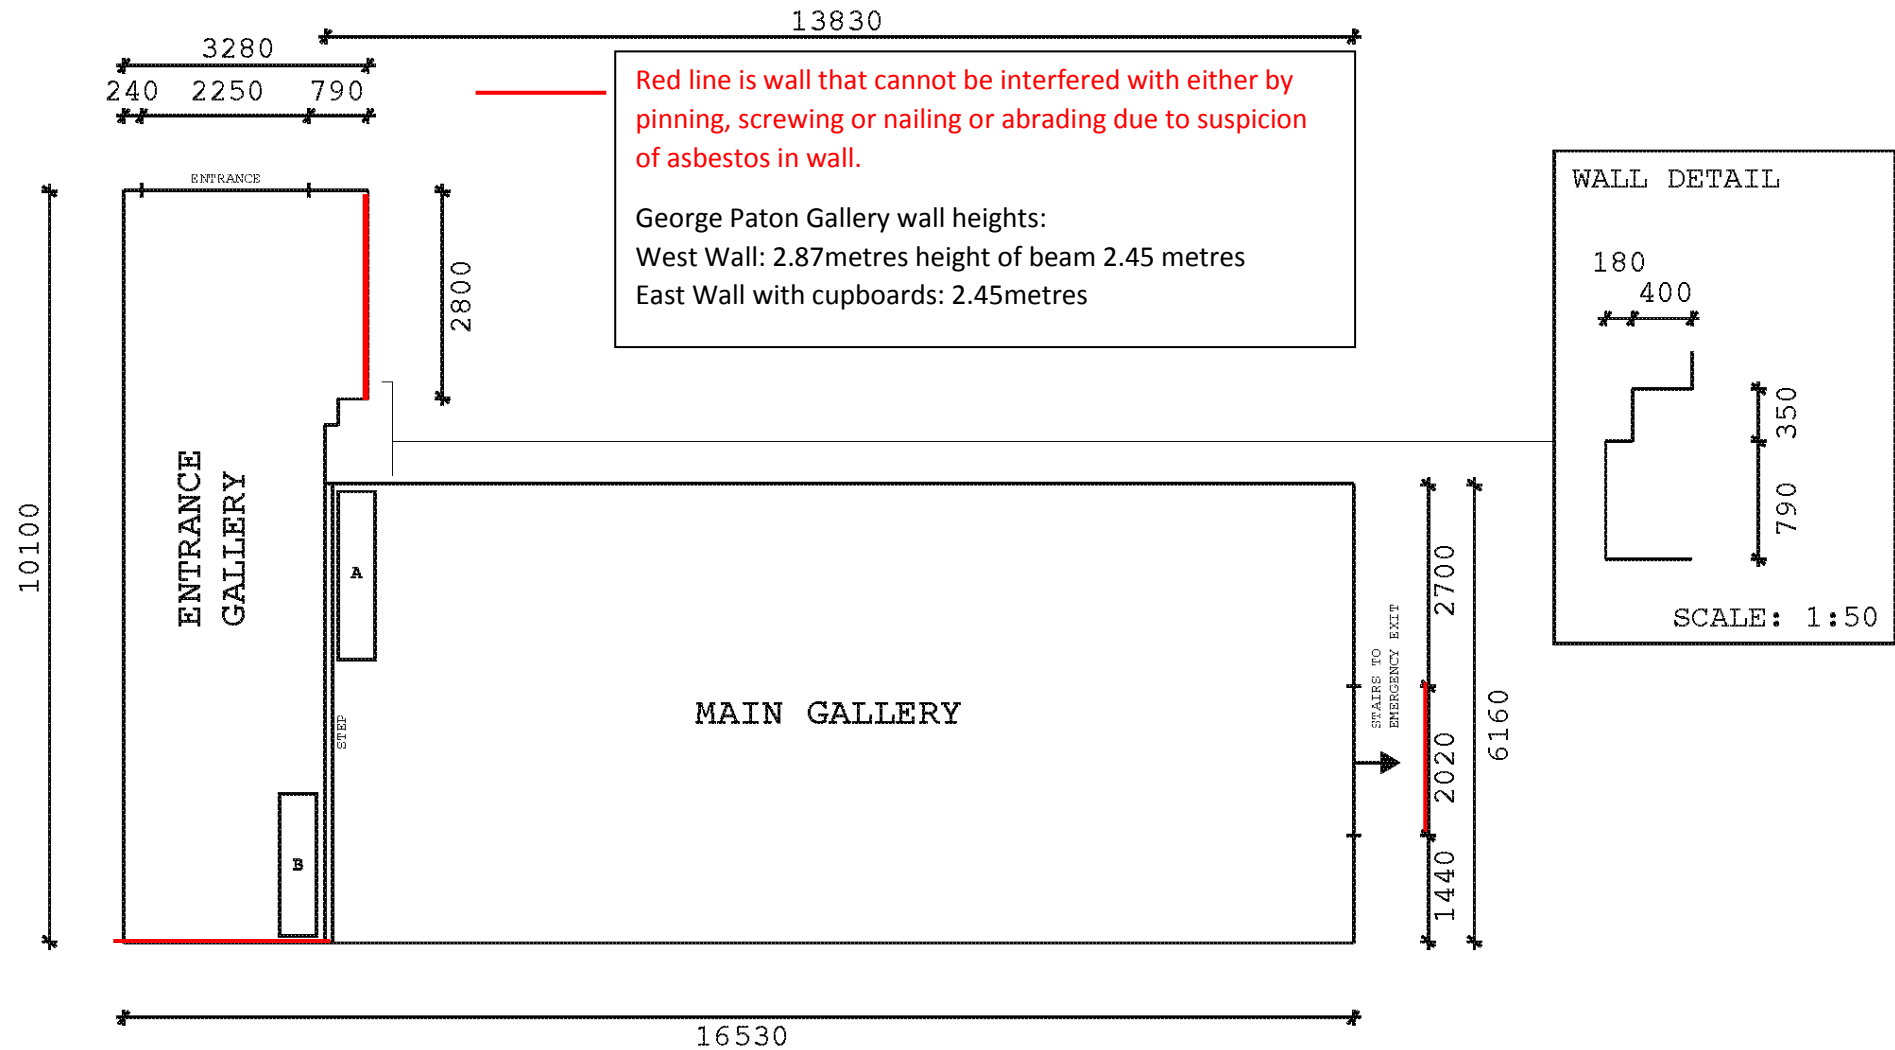 13830
3280
240 2250 790
Red line is wall that cannot be interfered with either by
pinning, screwing or nailing or abrading due to suspicion
of asbestos in wall.
George Paton Gallery wall heights:
West Wall: 2.87metres height of beam 2.45 metres
East Wall with cupboards: 2.45metres
WALL DETAIL
180
400
350
790
SCALE: 1:50
ENTRANCE
2800
10100
ENTRANCE
GALLERY
A
B
STEP
MAIN GALLERY
STAIRS TO
EMERGENCY EXIT
2700
2020
1440
6160
16530